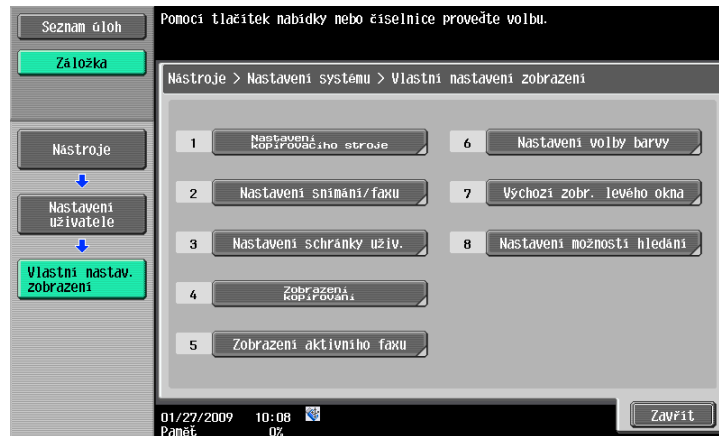 Seznam úloh
Pomocí tlačítek nabídky nebo číselnice proveďte volbu.
Záložka
Nástroje > Nastavení systému > Vlastní nastavení zobrazení
Nástroje
Nastavení
uživatele
Vlastní nastav.
zobrazení
1 Nastavení
kopírovacího stroje
2 Nastavení snímání/faxu
3 Nastavení schránky uživ.
4 Zobrazení
kopírování
5 Zobrazení aktivního faxu
6 Nastavení volby barvy
7 Výchozí zobr. levého okna
8 Nastavení možností hledání
01/27/2009 10:08
Paměť 0%
Zavřít